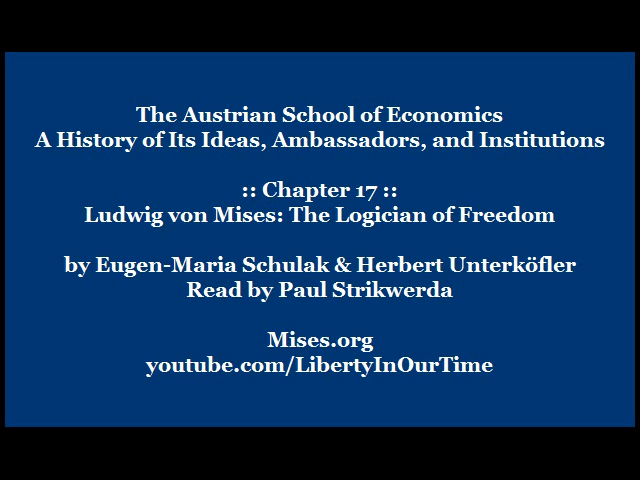 The Austrian School of Economics
A History of Its Ideas, Ambassadors, and Institutions
:: Chapter 17 ::
Ludwig von Mises: The Logician of Freedom
by Eugen-Maria Schulak & Herbert Unterköfler
Read by Paul Strikwerda
Mises.org
youtube.com/LibertyInOurTime